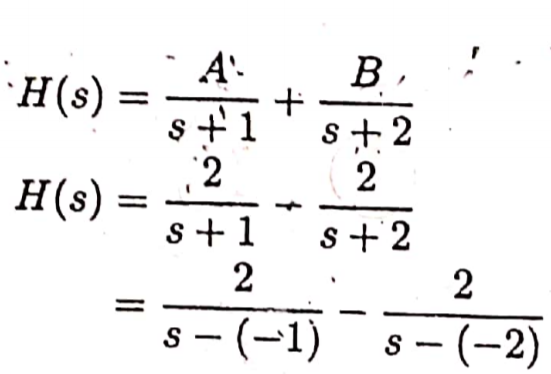 H(s) = A/(s + 1) + B/(s + 2)
H(s) = 2/(s + 1) - 2/(s + 2)
= 2/(s - (-1)) - 2/(s - (-2))